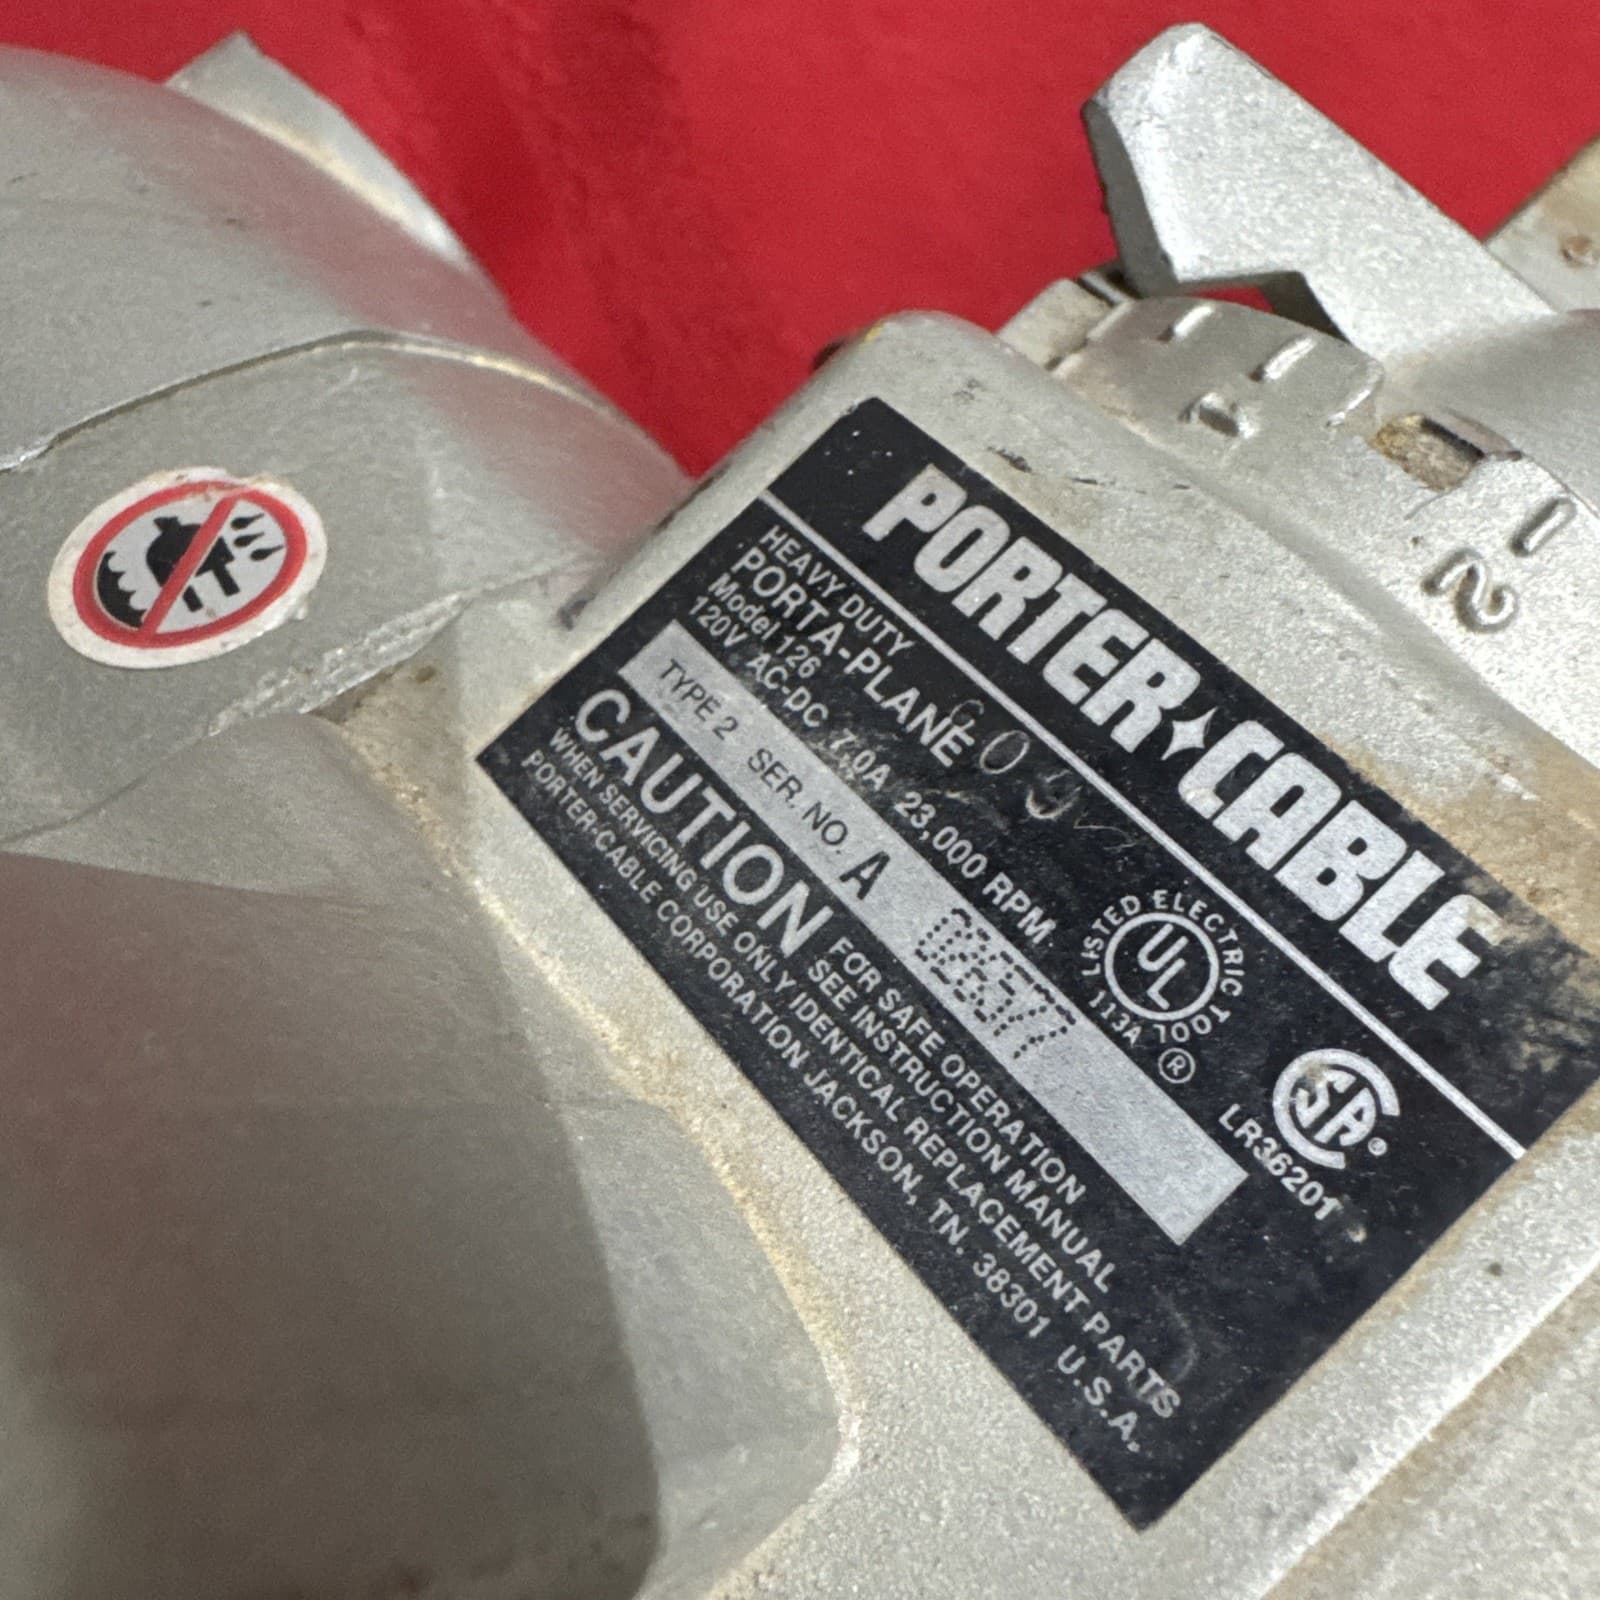 PORTER✦CABLE
HEAVY DUTY
PORTA-PLANE
Model 126
120V AC-DC 7.0A 23,000 RPM
TYPE 2 SER. NO. A
CAUTION FOR SAFE OPERATION
SEE INSTRUCTION MANUAL
WHEN SERVICING USE ONLY IDENTICAL REPLACEMENT PARTS
PORTER-CABLE CORPORATION JACKSON, TN. 38301 U.S.A.
UL
LISTED ELECTRIC TOOL
113A
®
SA®
LR36201
2